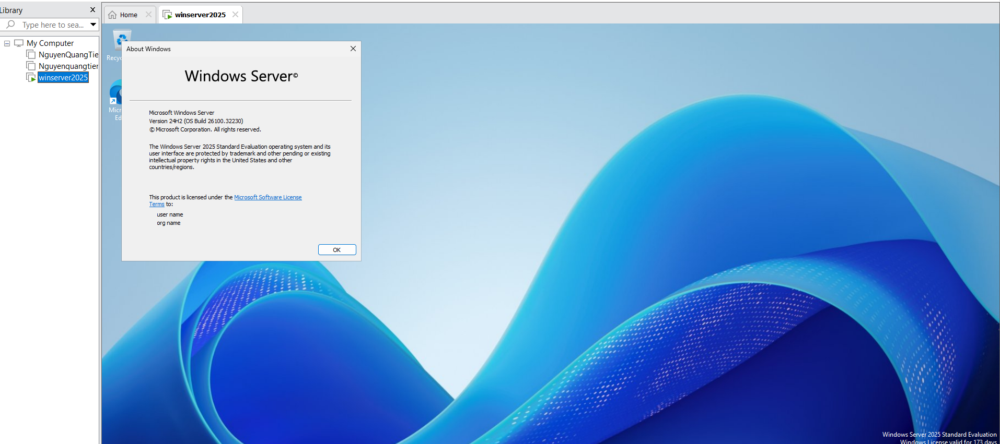 Library
X
Home
winserver2025
Type here to sea...
My Computer
NguyenQuangTie
Nguyenquangtier
winserver2025
Recyc
Micr
Ed
About Windows
Windows Server©
Microsoft Windows Server
Version 24H2 (OS Build 26100.32230)
© Microsoft Corporation. All rights reserved.
The Windows Server 2025 Standard Evaluation operating system and its
user interface are protected by trademark and other pending or existing
intellectual property rights in the United States and other
countries/regions.
This product is licensed under the Microsoft Software License
Terms to:
user name
org name
OK
Windows Server 2025 Standard Evaluation
Windows License valid for 173 days